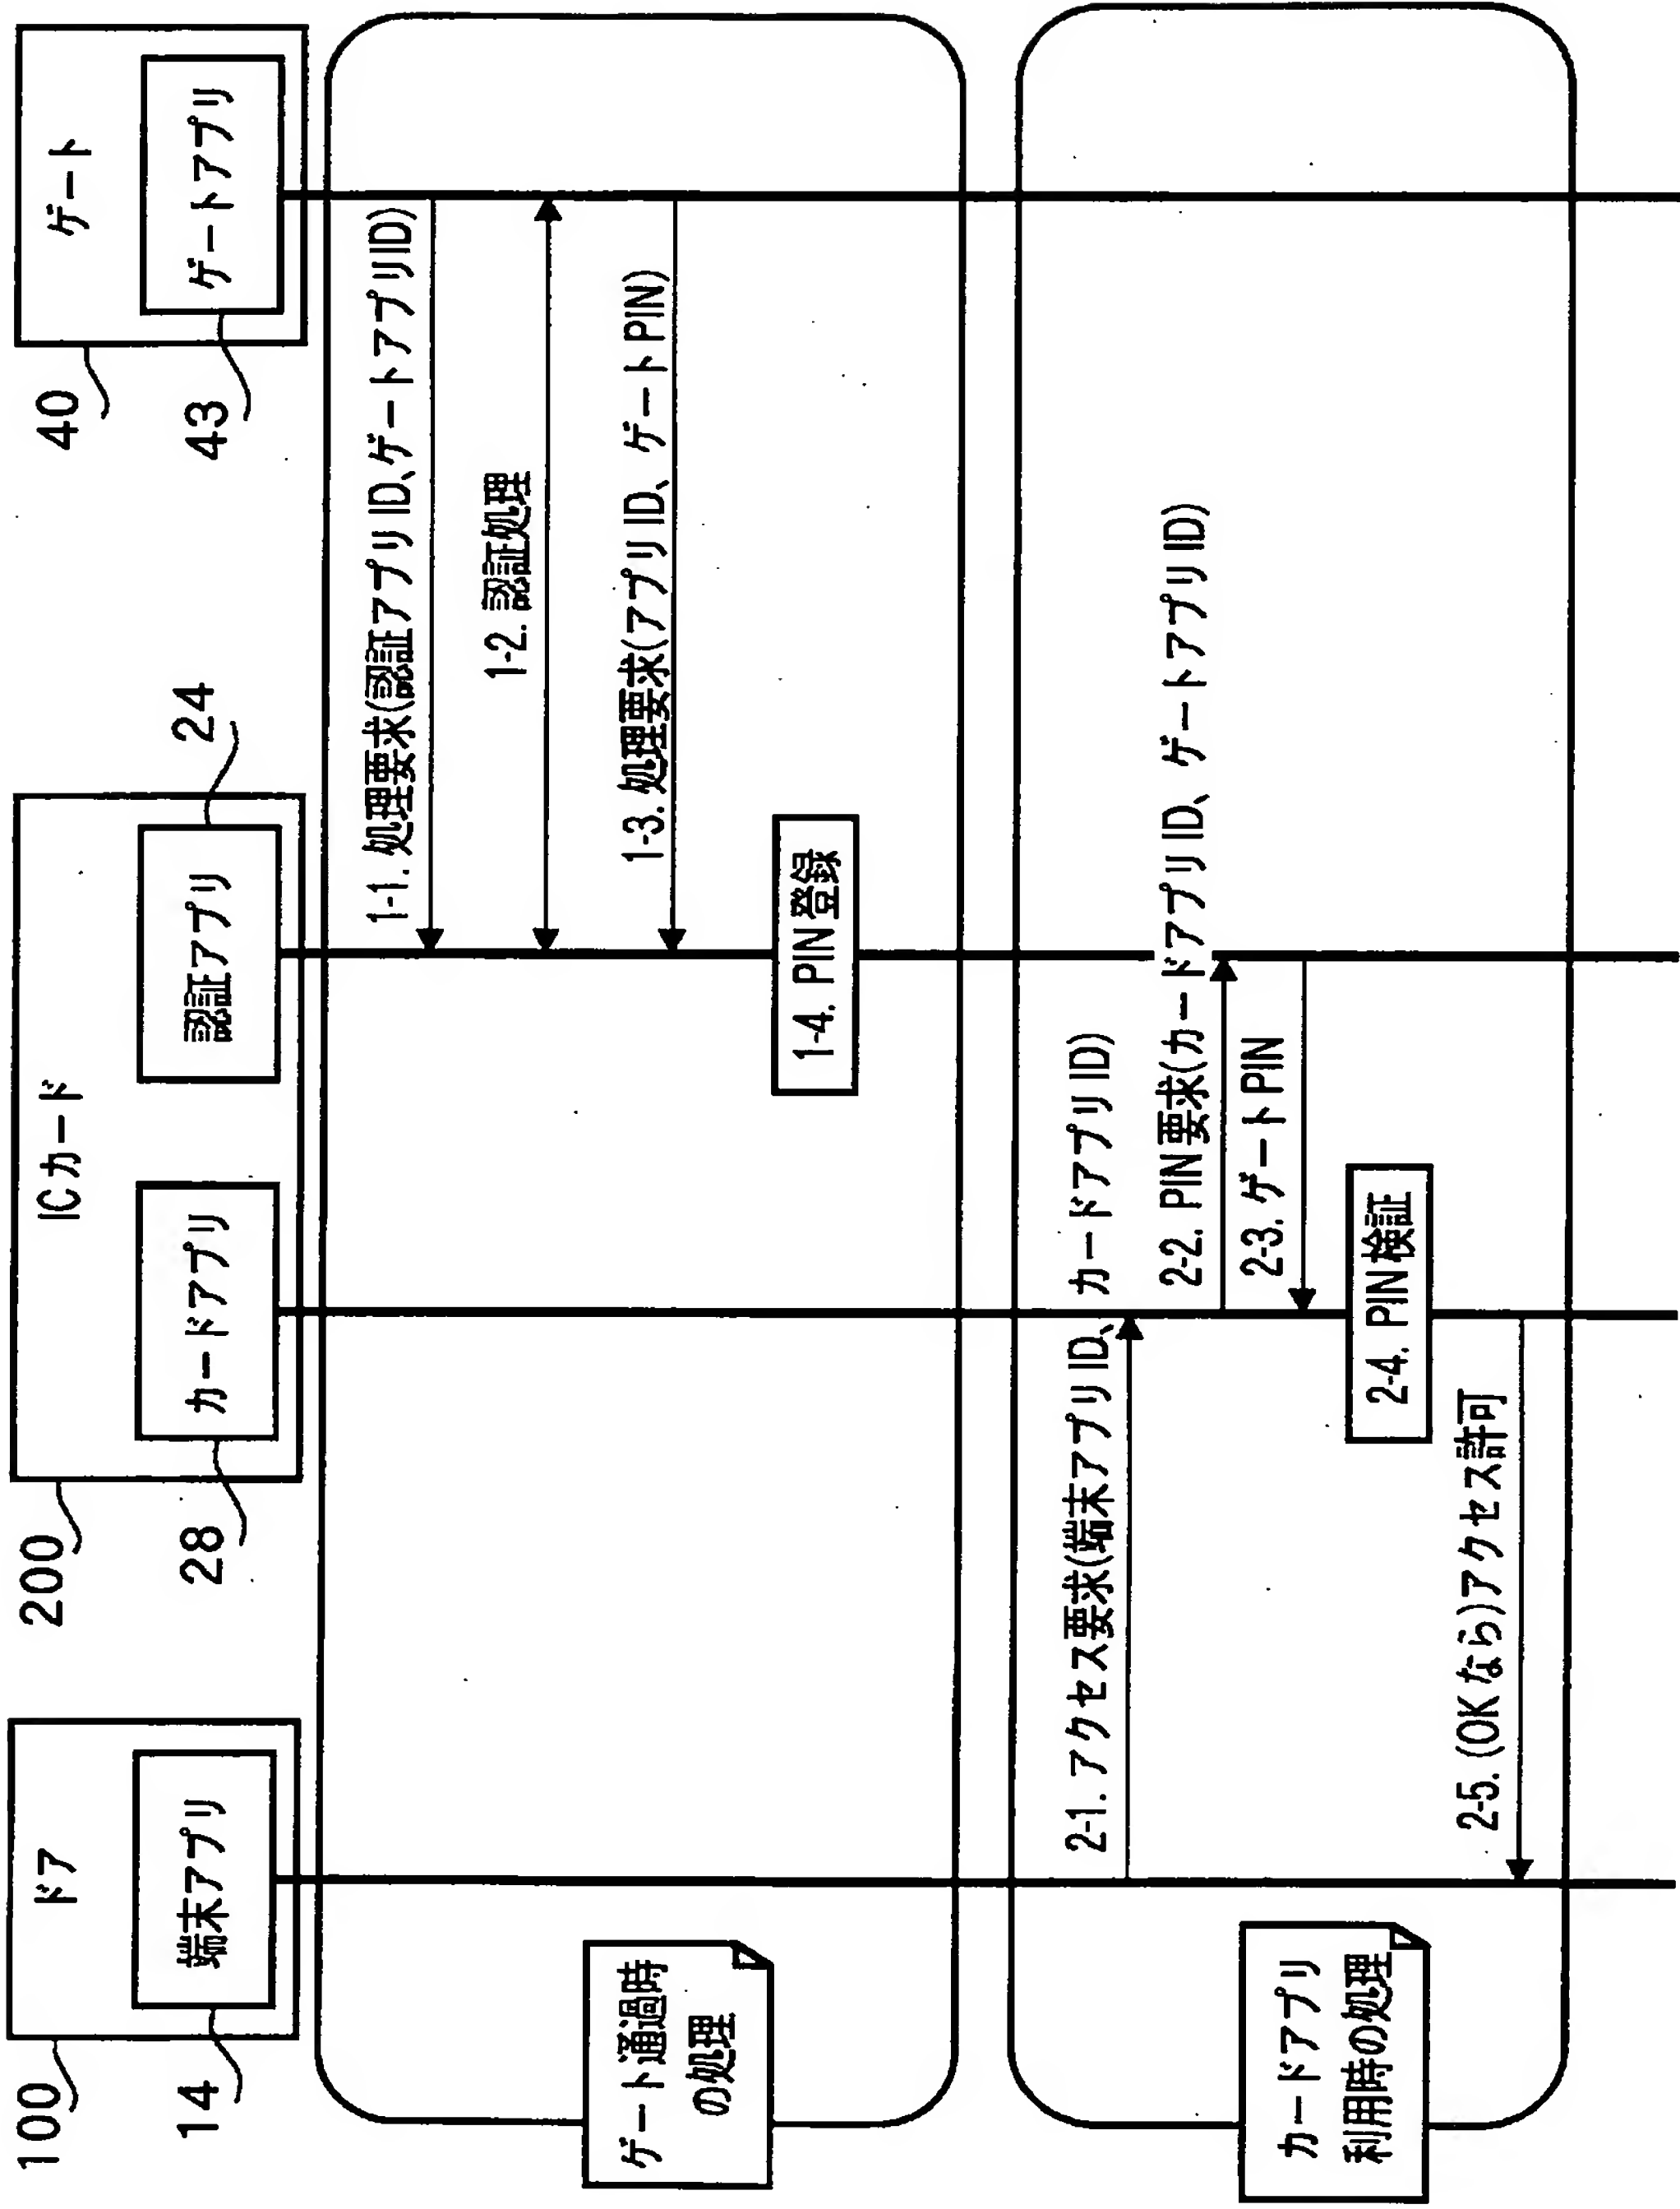 100
ドア
14
端末アプリ
200
ICカード
28
カードアプリ
認証アプリ
24
40
ゲート
43
ゲートアプリ
ゲート通過時
の処理
1-1. 処理要求(認証アプリID、ゲートアプリID)
1-2. 認証処理
1-3. 処理要求(アプリID、ゲートPIN)
1-4. PIN登録
カードアプリ
利用時の処理
2-1. アクセス要求(端末アプリID、カードアプリID)
2-2. PIN要求(カードアプリID、ゲートアプリID)
2-3. ゲートPIN
2-4. PIN検証
2-5. (OKなら)アクセス許可